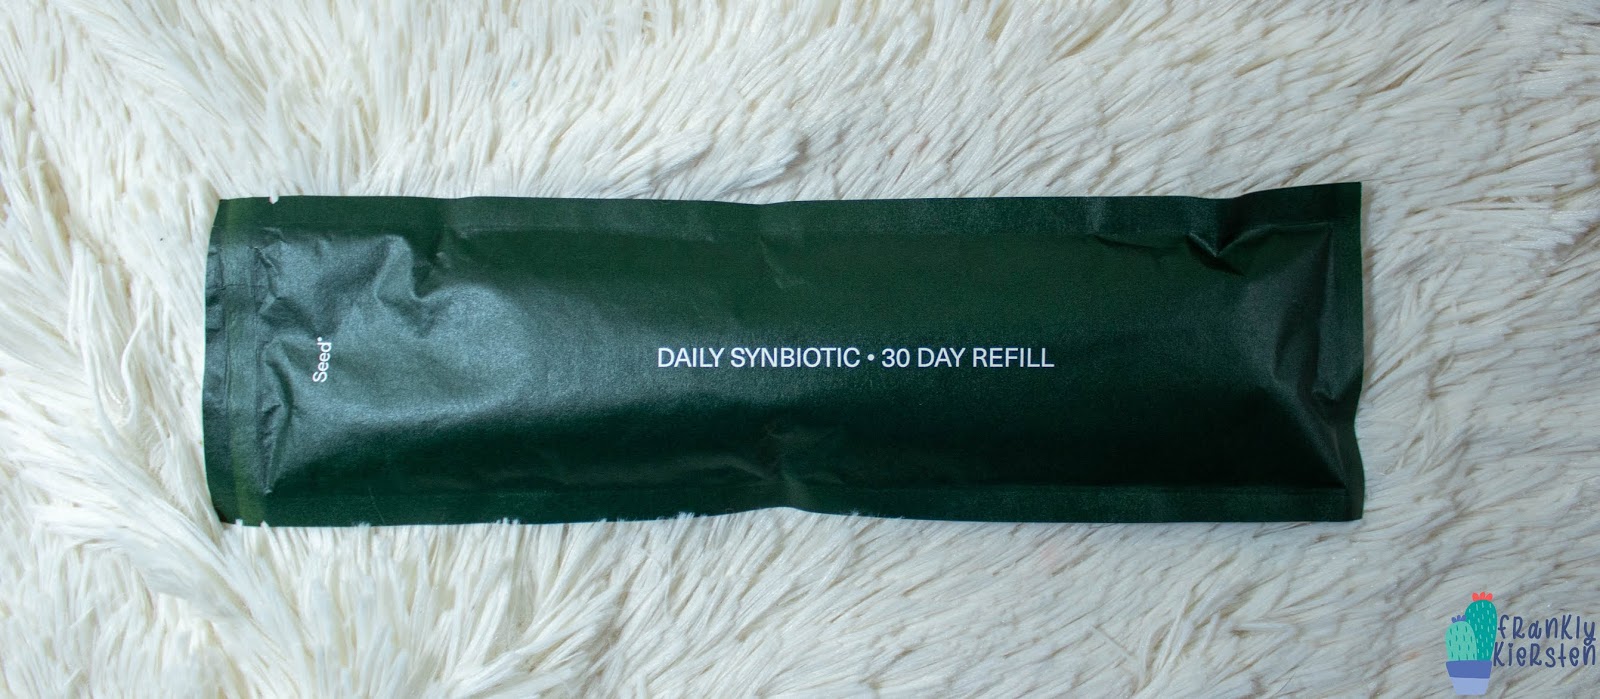 Seed*
DAILY SYNBIOTIC • 30 DAY REFILL
fRANKly
KIERSTEN